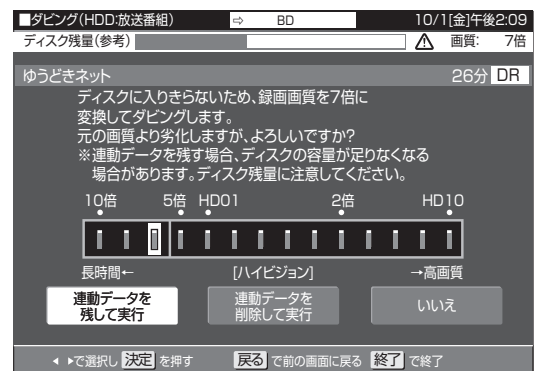 ■ダビング(HDD:放送番組) ⇨ BD 10/1[金]午後2:09
ディスク残量(参考) 画質: 7倍
ゆうどきネット 26分 DR
ディスクに入りきらないため、録画画質を7倍に
変換してダビングします。
元の画質より劣化しますが、よろしいですか?
※連動データを残す場合、ディスクの容量が足りなくなる
場合があります。ディスク残量に注意してください。
10倍 5倍 HD01 2倍 HD10
長時間← [ハイビジョン] →高画質
連動データを
残して実行
連動データを
削除して実行
いいえ
◀ ▶で選択し 決定 を押す 戻る で前の画面に戻る 終了 で終了